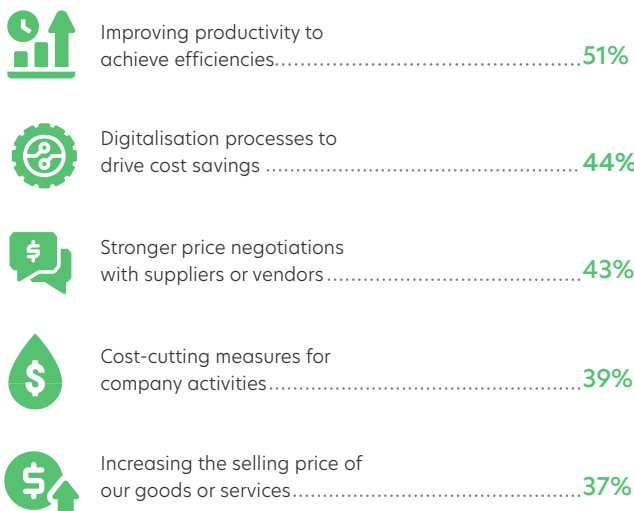 Improving productivity to
achieve efficiencies............................................................51%
Digitalisation processes to
drive cost savings ............................................................44%
Stronger price negotiations
with suppliers or vendors..................................................43%
Cost-cutting measures for
company activities............................................................39%
Increasing the selling price of
our goods or services........................................................37%